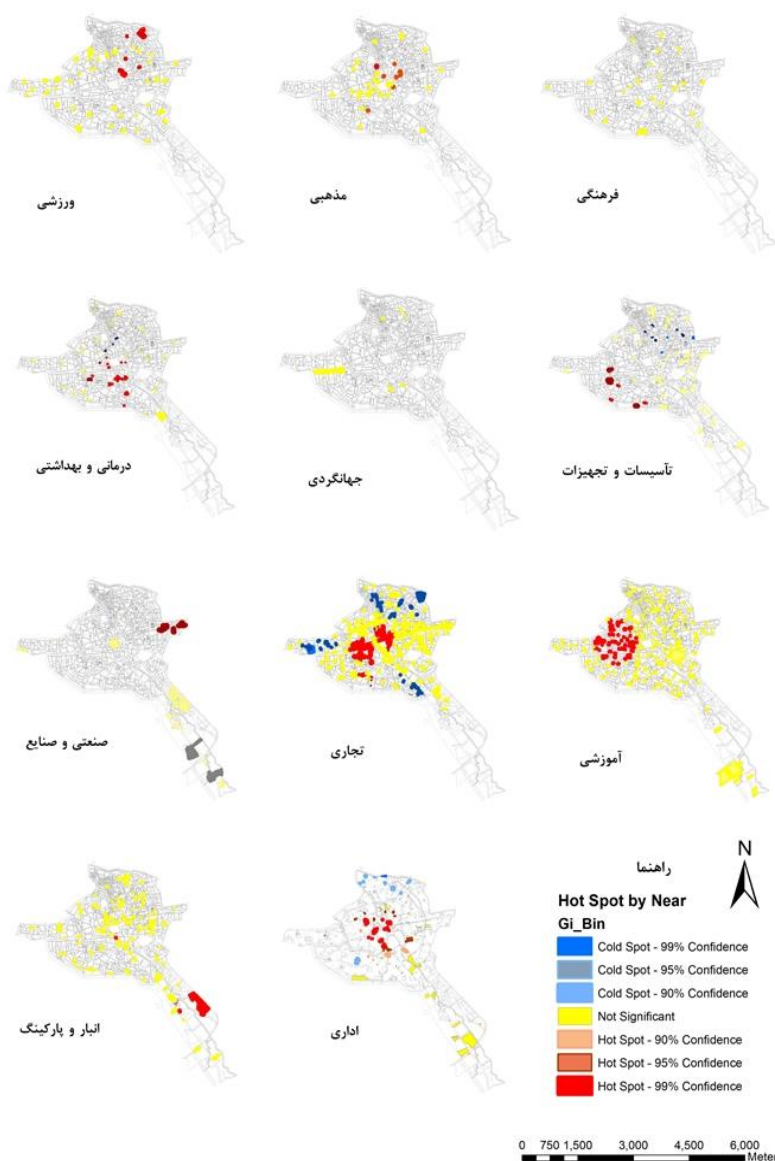 ورزشی
مذهبی
فرهنگی
درمانی و بهداشتی
جهانگردی
تآسیسات و تجهیزات
صنعتی و صنایع
تجاری
آموزشی
انبار و پارکینگ
اداری
راهنما
N
Hot Spot by Near
Gi_Bin
Cold Spot - 99% Confidence
Cold Spot - 95% Confidence
Cold Spot - 90% Confidence
Not Significant
Hot Spot - 90% Confidence
Hot Spot - 95% Confidence
Hot Spot - 99% Confidence
0 750 1,500 3,000 4,500 6,000
Meter